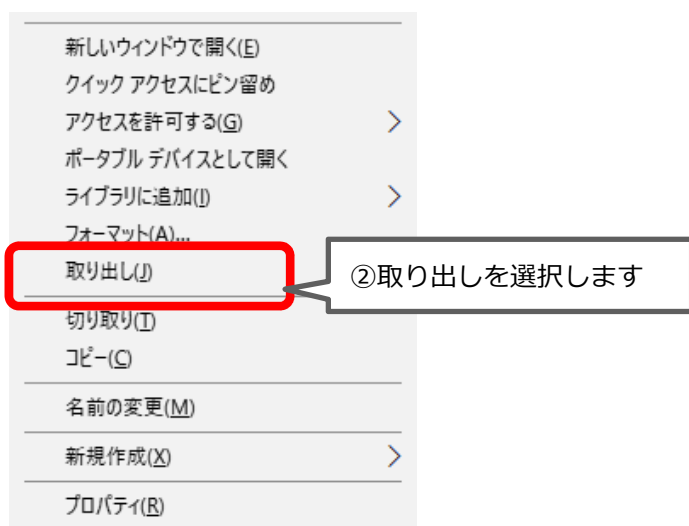 新しいウィンドウで開く(E)
クイック アクセスにピン留め
アクセスを許可する(G)
ポータブル デバイスとして開く
ライブラリに追加(I)
フォーマット(A)...
取り出し(J)
②取り出しを選択します
切り取り(T)
コピー(C)
名前の変更(M)
新規作成(X)
プロパティ(R)